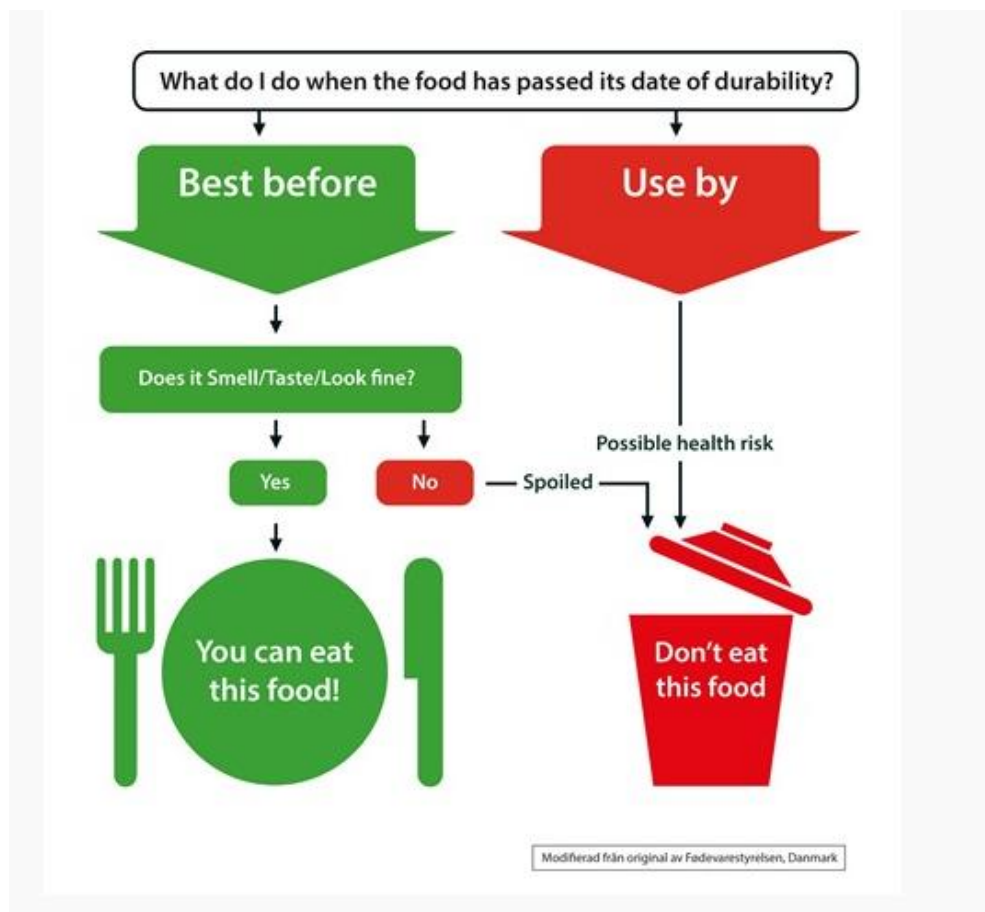 What do I do when the food has passed its date of durability?
Best before
Use by
Does it Smell/Taste/Look fine?
Possible health risk
Yes
No
Spoiled
You can eat
this food!
Don't eat
this food
Modifierad från original av Fødevarestyrelsen, Danmark